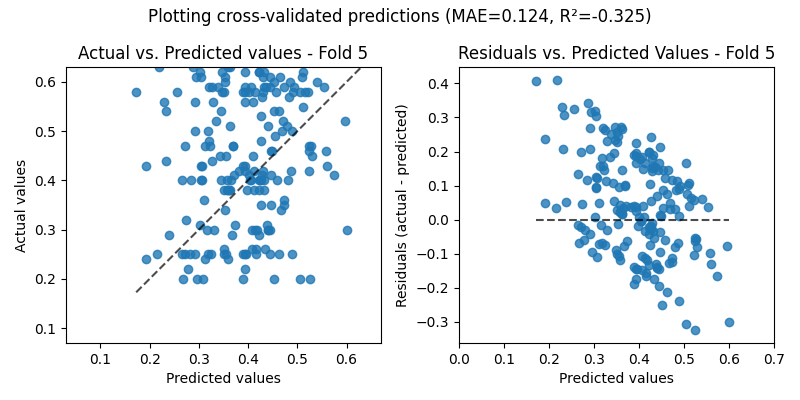 Plotting cross-validated predictions (MAE=0.124, R²=-0.325)
Actual vs. Predicted values - Fold 5
Actual values
0.6
0.5
0.4
0.3
0.2
0.1
0.1 0.2 0.3 0.4 0.5 0.6
Predicted values
Residuals vs. Predicted Values - Fold 5
Residuals (actual - predicted)
0.4
0.3
0.2
0.1
0.0
−0.1
−0.2
−0.3
0.0 0.1 0.2 0.3 0.4 0.5 0.6 0.7
Predicted values